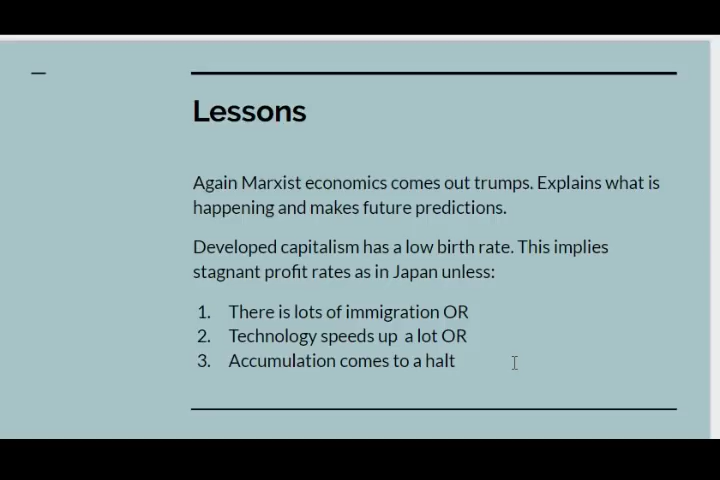 Lessons
Again Marxist economics comes out trumps. Explains what is
happening and makes future predictions.
Developed capitalism has a low birth rate. This implies
stagnant profit rates as in Japan unless:
1. There is lots of immigration OR
2. Technology speeds up a lot OR
3. Accumulation comes to a halt